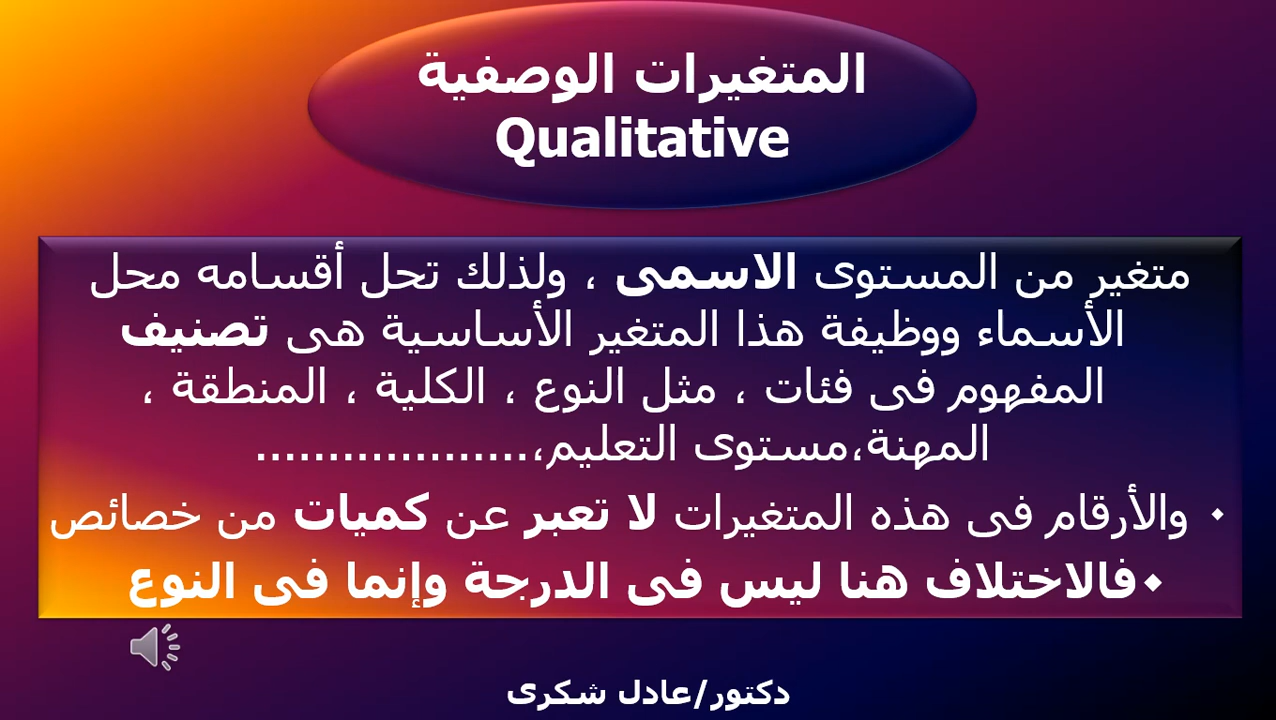 المتغيرات الوصفية
Qualitative
متغير من المستوى الاسمى ، ولذلك تحل أقسامه محل
الأسماء ووظيفة هذا المتغير الأساسية هى تصنيف
المفهوم فى فئات ، مثل النوع ، الكلية ، المنطقة ،
المهنة،مستوى التعليم،...................
• والأرقام فى هذه المتغيرات لا تعبر عن كميات من خصائص
•فالاختلاف هنا ليس فى الدرجة وإنما فى النوع
دكتور/عادل شكرى